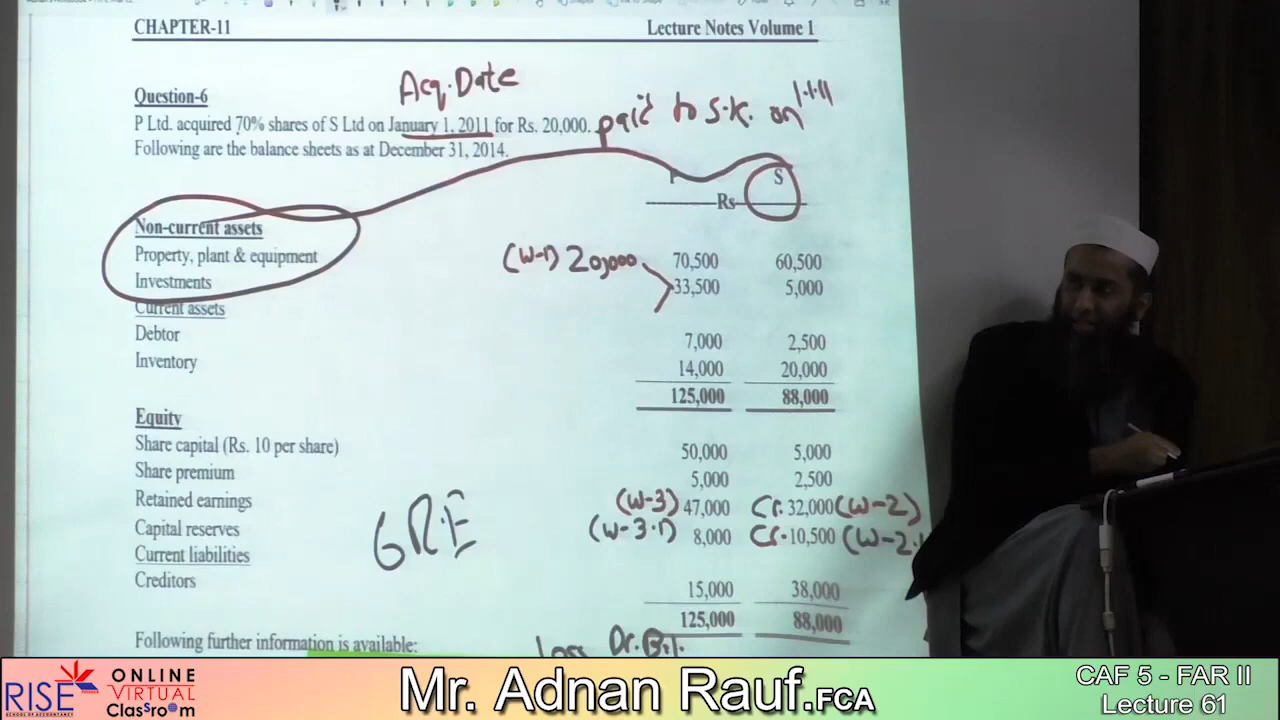 CHAPTER-11 Lecture Notes Volume 1
Acq. Date
Question-6
P Ltd. acquired 70% shares of S Ltd on January 1, 2011 for Rs. 20,000. paid to S.K. on 1.1.11
Following are the balance sheets as at December 31, 2014.
P S
Rs
Non-current assets
Property, plant & equipment (W-1) 20,000 70,500 60,500
Investments 33,500 5,000
Current assets
Debtor 7,000 2,500
Inventory 14,000 20,000
125,000 88,000
Equity
Share capital (Rs. 10 per share) 50,000 5,000
Share premium 5,000 2,500
Retained earnings (W-3) 47,000 Cr. 32,000 (W-2)
Capital reserves (W-3.1) 8,000 Cr. 10,500 (W-2.
GRE
Current liabilities
Creditors 15,000 38,000
125,000 88,000
Following further information is available: Loss Dr. Bal.
RISE
SCHOOL OF ACCOUNTANCY
ONLINE
VIRTUAL
Classroom
Mr. Adnan Rauf.FCA
CAF 5 - FAR II
Lecture 61